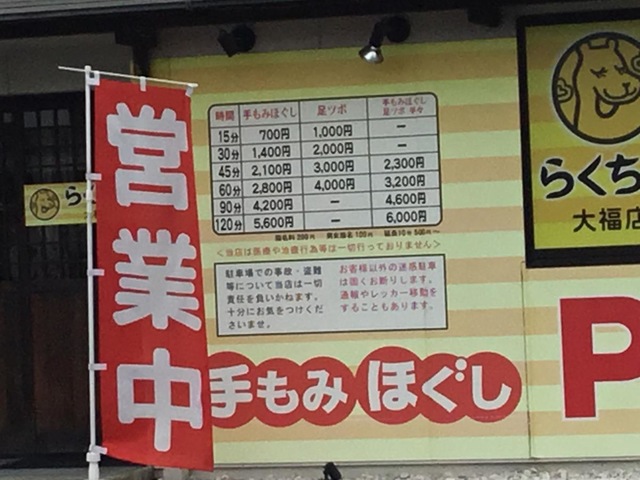 営業中
時間 手もみほぐし 足ツボ 手もみほぐし 足ツボ 半々
15分 700円 1,000円 ー
30分 1,400円 2,000円 ー
45分 2,100円 3,000円 2,300円
60分 2,800円 4,000円 3,200円
90分 4,200円 ー 4,600円
120分 5,600円 ー 6,000円
<当店は医療や治療行為等は一切行っておりません>
駐車場での事故・盗難
等について当店は一切
責任を負いかねます。
十分にお気をつけくだ
さいませ。
お客様以外の迷惑駐車
は固くお断りします。
通報やレッカー移動を
することもあります。
手もみほぐし
らくち
大福店
P
ら